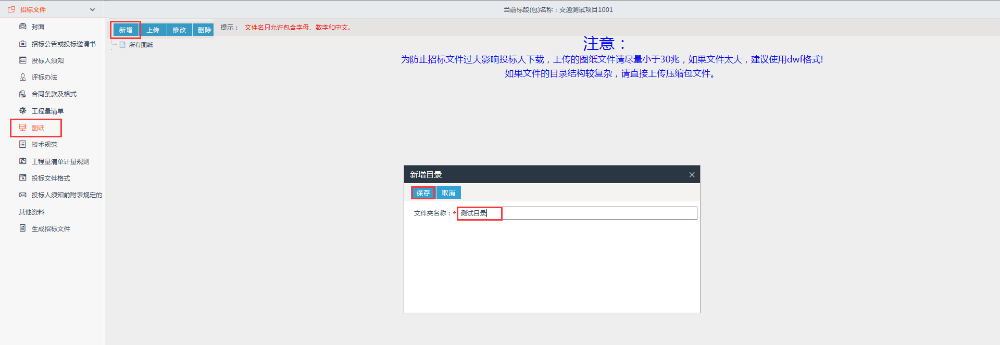 招标文件
当前标段(包)名称：交通测试项目1001
封面
招标公告或投标邀请书
投标人须知
评标办法
合同条款及格式
工程量清单
图纸
技术规范
工程量清单计量规则
投标文件格式
投标人须知前附表规定的
其他资料
生成招标文件
新增 上传 修改 删除 提示： 文件名只允许包含字母、数字和中文。
所有图纸
注意：
为防止招标文件过大影响投标人下载，上传的图纸文件请尽量小于30兆，如果文件太大，建议使用dwf格式!
如果文件的目录结构较复杂，请直接上传压缩包文件。
新增目录
保存 取消
文件夹名称：* 测试目录